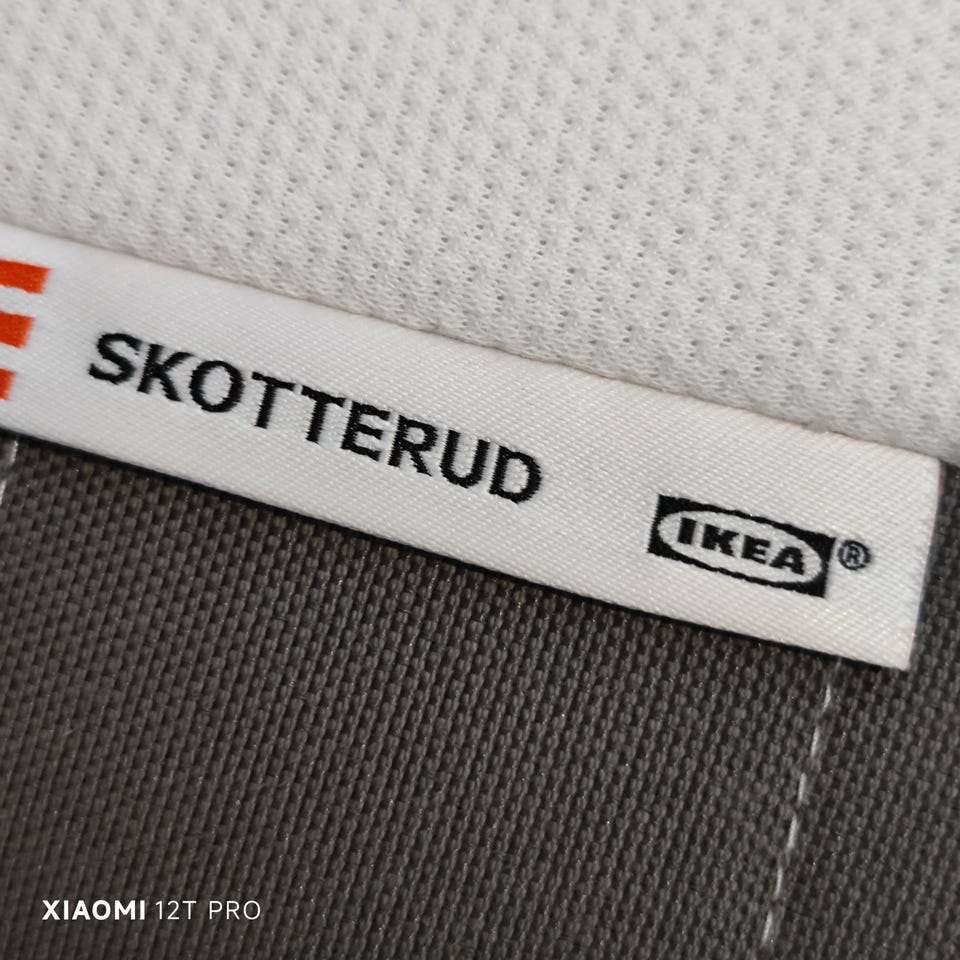 SKOTTERUD
IKEA®
XIAOMI 12T PRO